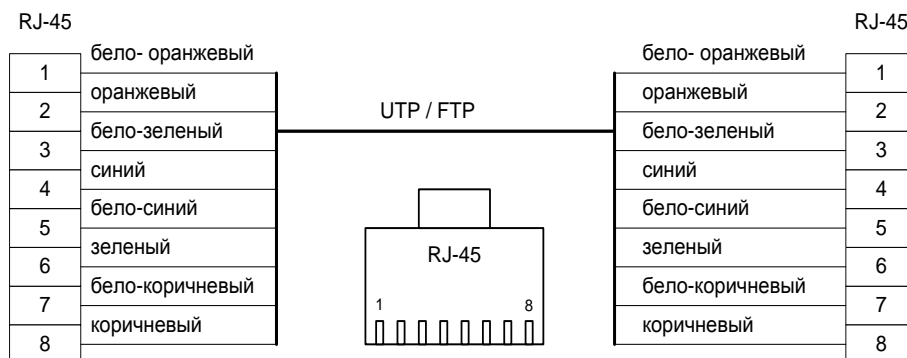 RJ-45
RJ-45
бело- оранжевый
бело- оранжевый
1
1
оранжевый
оранжевый
2
UTP / FTP
2
бело-зеленый
бело-зеленый
3
3
синий
синий
4
4
бело-синий
бело-синий
5
5
зеленый
RJ-45
зеленый
6
6
бело-коричневый
бело-коричневый
7
1
8
7
коричневый
коричневый
8
8